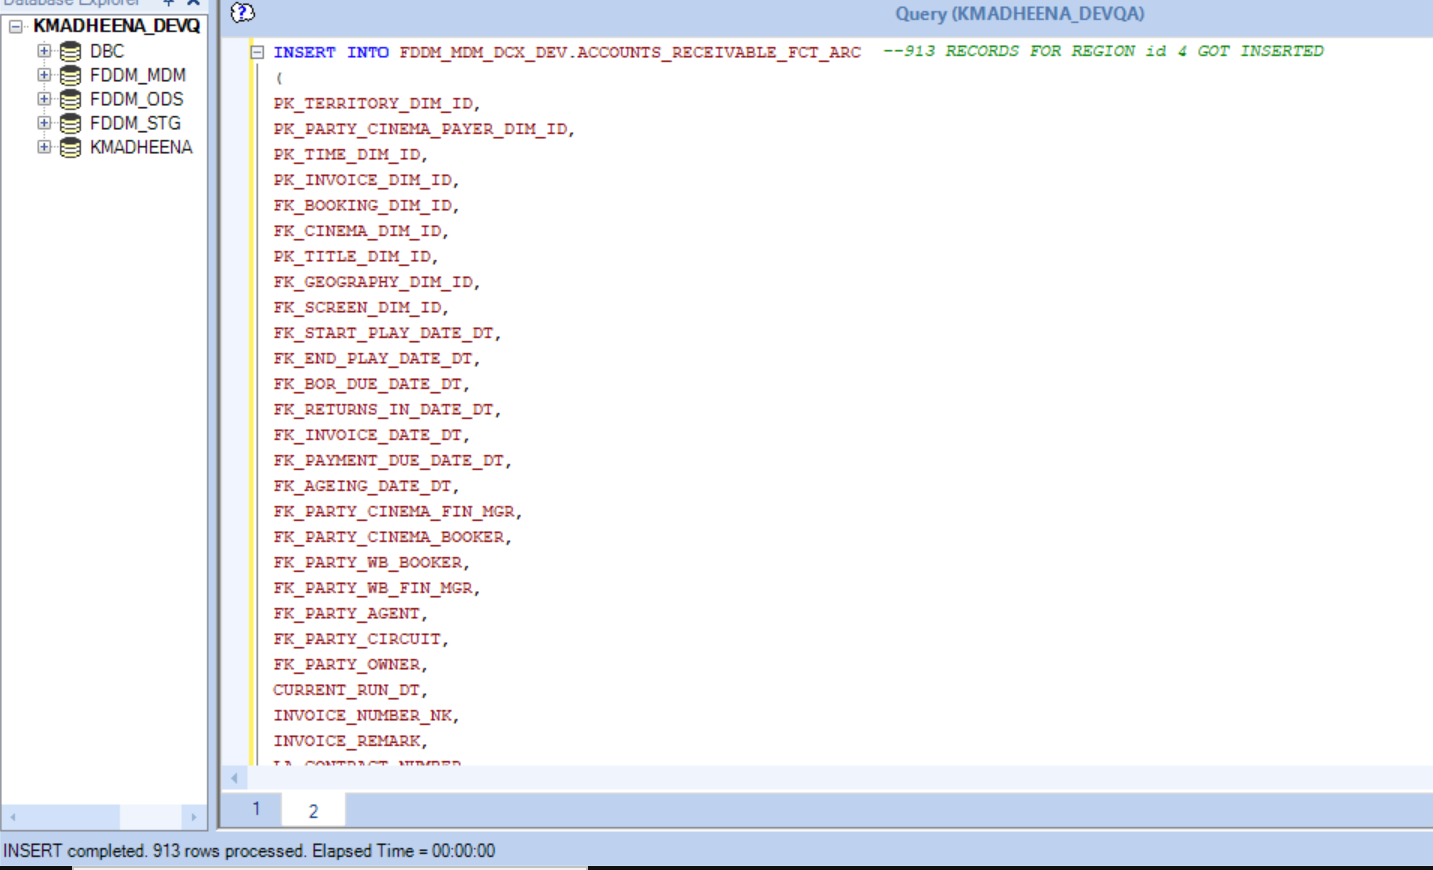 Database Explorer
KMADHEENA_DEVQ
DBC
FDDM_MDM
FDDM_ODS
FDDM_STG
KMADHEENA
Query (KMADHEENA_DEVQA)
INSERT INTO FDDM_MDM_DCX_DEV.ACCOUNTS_RECEIVABLE_FCT_ARC --913 RECORDS FOR REGION id 4 GOT INSERTED
(
PK_TERRITORY_DIM_ID,
PK_PARTY_CINEMA_PAYER_DIM_ID,
PK_TIME_DIM_ID,
PK_INVOICE_DIM_ID,
FK_BOOKING_DIM_ID,
FK_CINEMA_DIM_ID,
PK_TITLE_DIM_ID,
FK_GEOGRAPHY_DIM_ID,
FK_SCREEN_DIM_ID,
FK_START_PLAY_DATE_DT,
FK_END_PLAY_DATE_DT,
FK_BOR_DUE_DATE_DT,
FK_RETURNS_IN_DATE_DT,
FK_INVOICE_DATE_DT,
FK_PAYMENT_DUE_DATE_DT,
FK_AGEING_DATE_DT,
FK_PARTY_CINEMA_FIN_MGR,
FK_PARTY_CINEMA_BOOKER,
FK_PARTY_WB_BOOKER,
FK_PARTY_WB_FIN_MGR,
FK_PARTY_AGENT,
FK_PARTY_CIRCUIT,
FK_PARTY_OWNER,
CURRENT_RUN_DT,
INVOICE_NUMBER_NK,
INVOICE_REMARK,
LA_CONTRACT_NUMBER
1 2
INSERT completed. 913 rows processed. Elapsed Time = 00:00:00